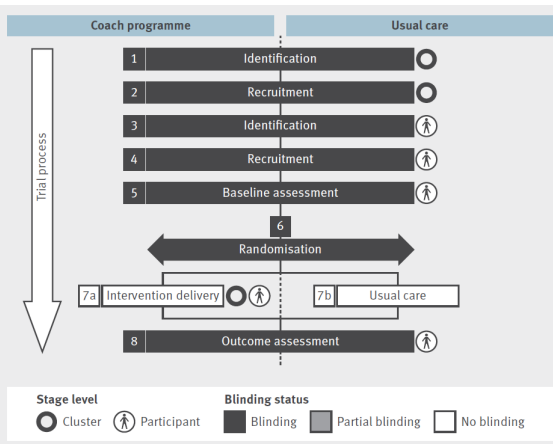 Coach programme
Usual care
Trial process
1 Identification
2 Recruitment
3 Identification
4 Recruitment
5 Baseline assessment
6
Randomisation
7a Intervention delivery
7b Usual care
8 Outcome assessment
Stage level
Cluster
Participant
Blinding status
Blinding
Partial blinding
No blinding